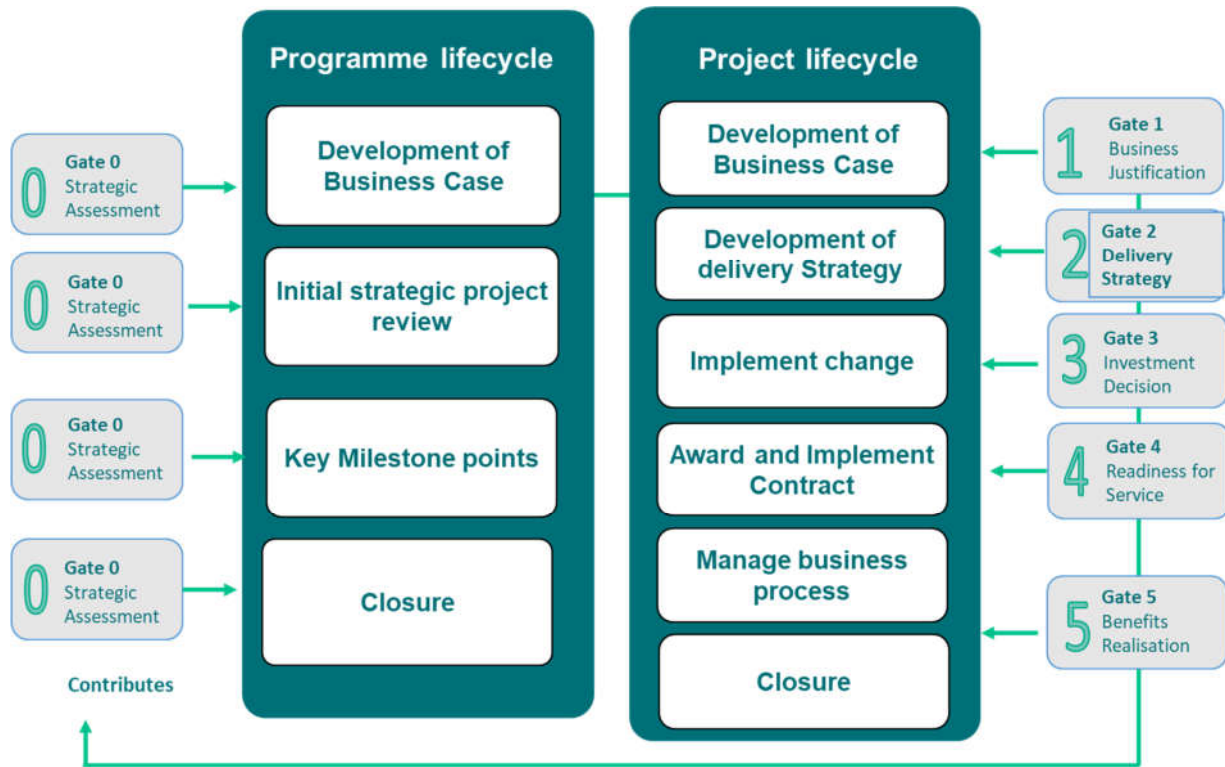 Programme lifecycle
Development of
Business Case
Initial strategic project
review
Key Milestone points
Closure
Project lifecycle
Development of
Business Case
Development of
delivery Strategy
Implement change
Award and Implement
Contract
Manage business
process
Closure
0
Gate 0
Strategic
Assessment
0
Gate 0
Strategic
Assessment
0
Gate 0
Strategic
Assessment
0
Gate 0
Strategic
Assessment
Contributes
1
Gate 1
Business
Justification
2
Gate 2
Delivery
Strategy
3
Gate 3
Investment
Decision
4
Gate 4
Readiness for
Service
5
Gate 5
Benefits
Realisation